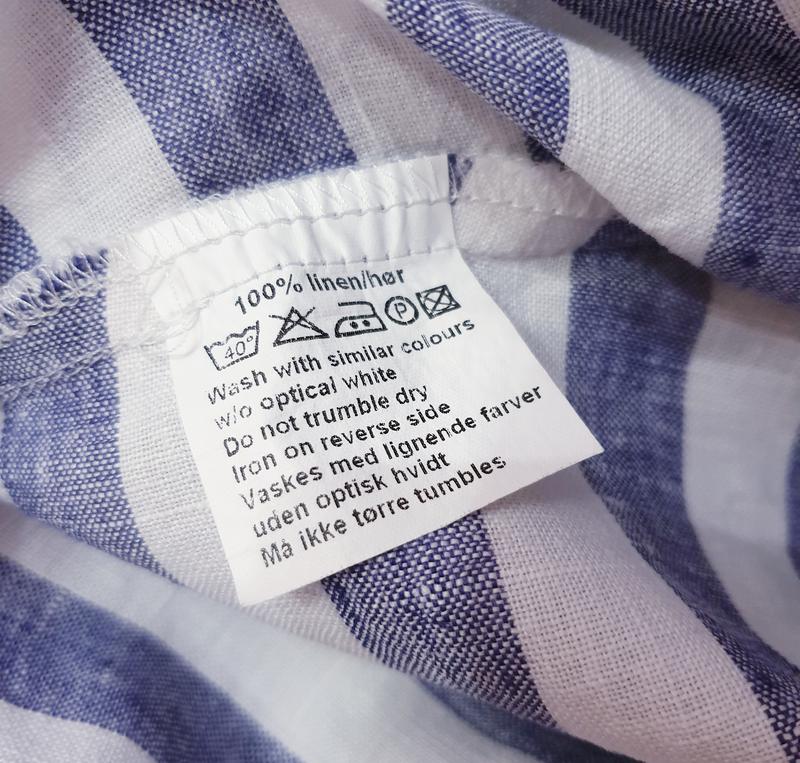 100% linen/hør
40° P
Wash with similar colours
w/o optical white
Do not trumble dry
Iron on reverse side
Vaskes med lignende farver
uden optisk hvidt
Må ikke tørre tumbles